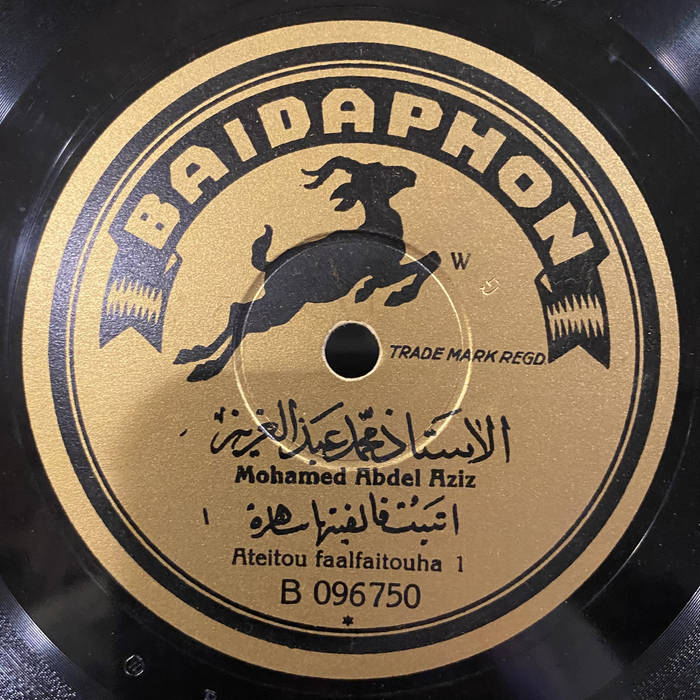 BAIDAPHON
W
TRADE MARK REGD.
الاستاذ محمد عبد العزيز
Mohamed Abdel Aziz
اتيت فالفيتها ساهرة ١
Ateitou faalfaitouha 1
B 096750